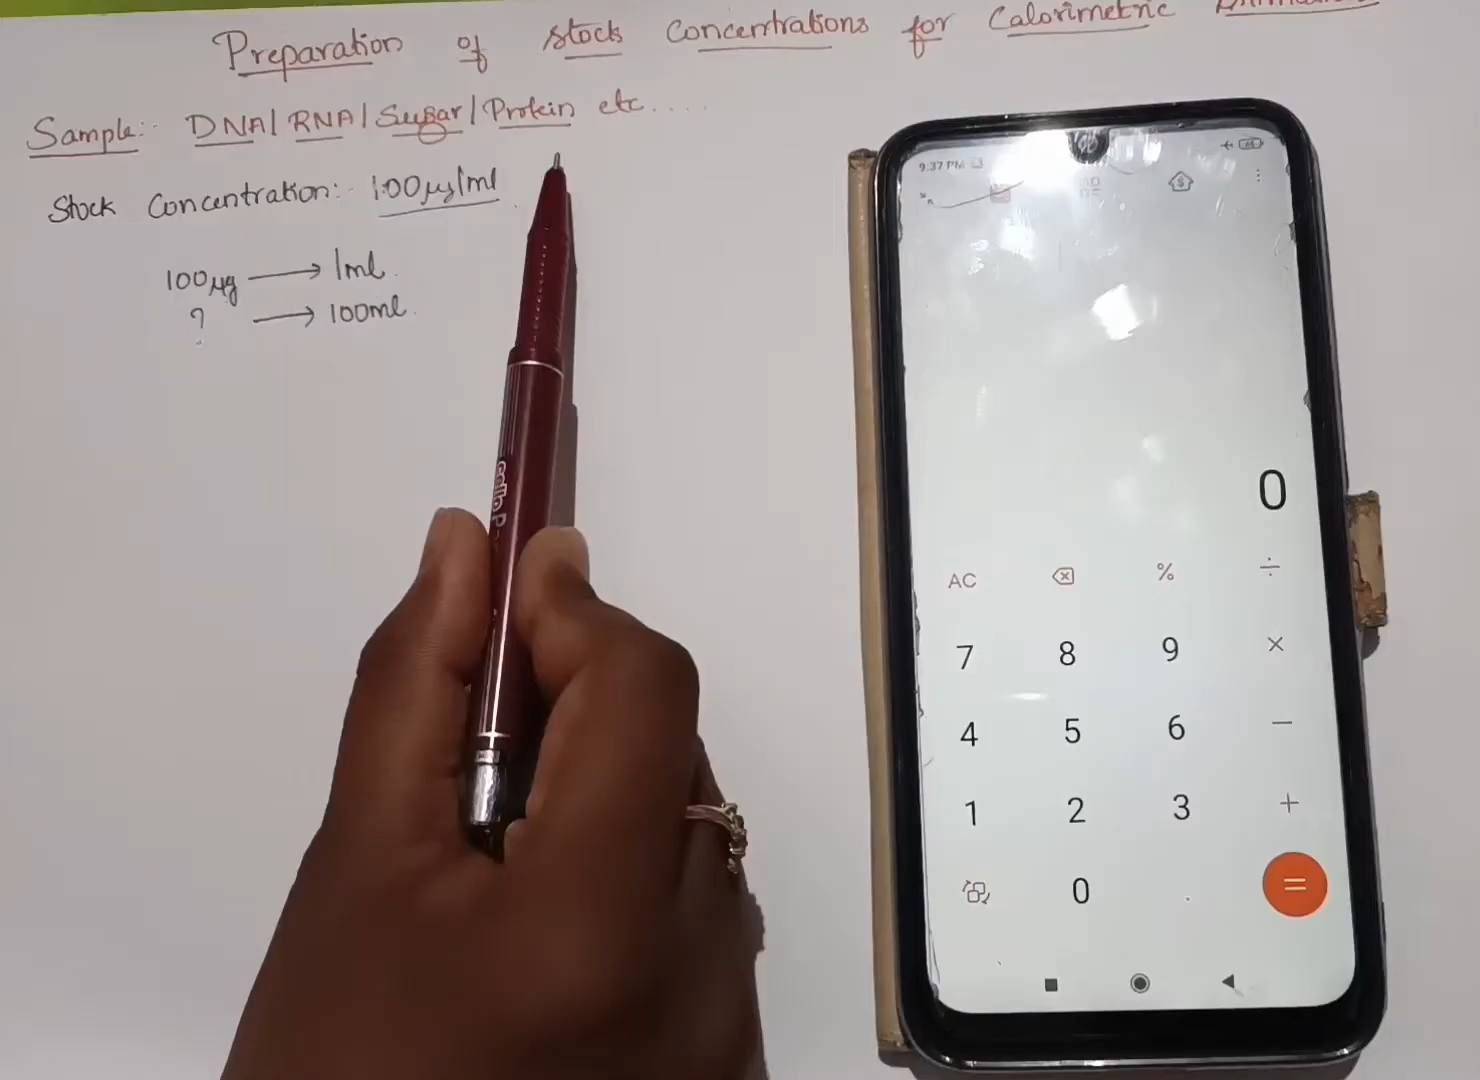 Preparation of stock Concentrations for Calorimetric
Sample:- DNA/ RNA/ Sugar/ Protein etc.....
Stock Concentration:- 100µg/ml
100µg → 1ml.
? → 100ml.
cello
9:37 PM
0
AC % ÷
7 8 9 ×
4 5 6 −
1 2 3 +
0 . =